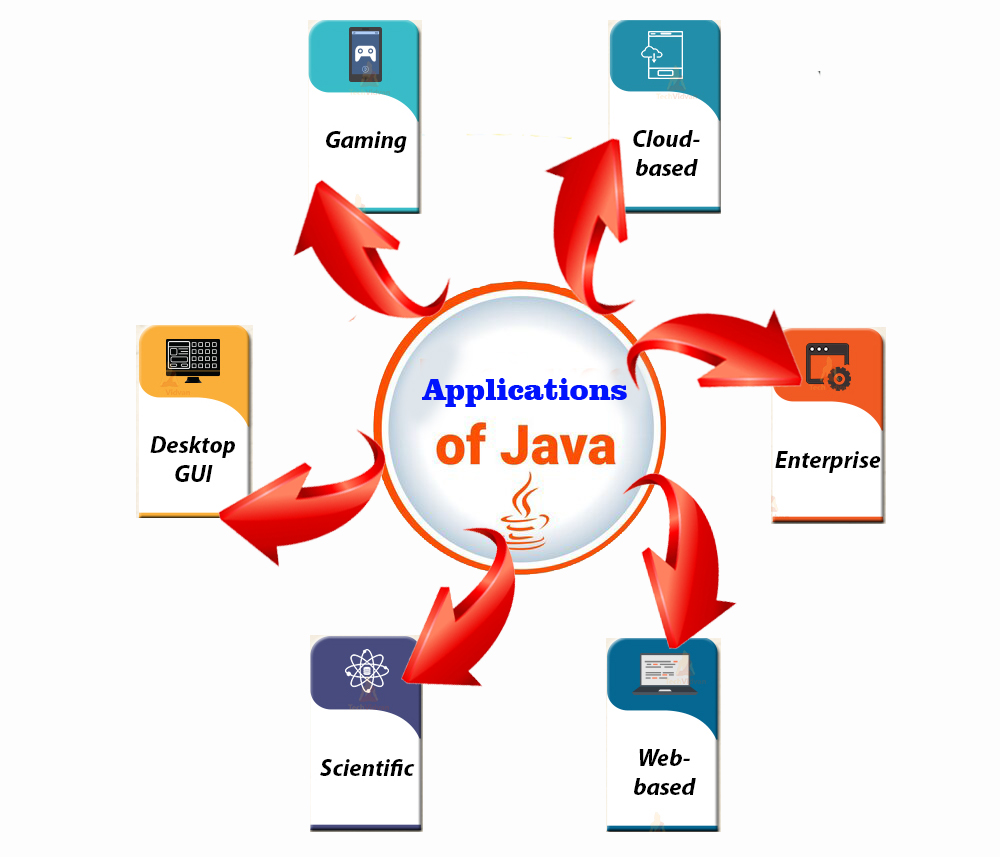 Gaming
Cloud-
based
Applications
of Java
Enterprise
Desktop
GUI
Scientific
Web-
based